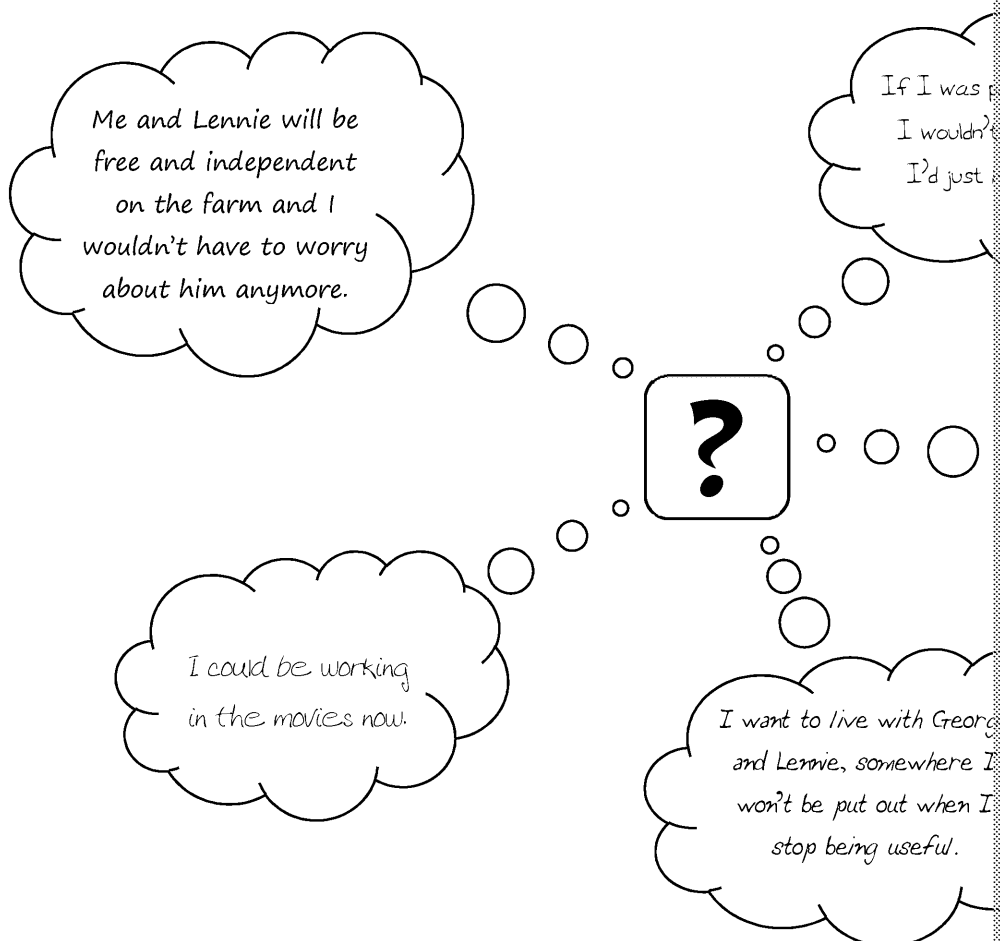 Me and Lennie will be
free and independent
on the farm and I
wouldn't have to worry
about him anymore.
If I was
I wouldn't
I'd just
?
I could be working
in the movies now.
I want to live with
and Lennie, somewhere I
won't be put out when I
stop being useful.